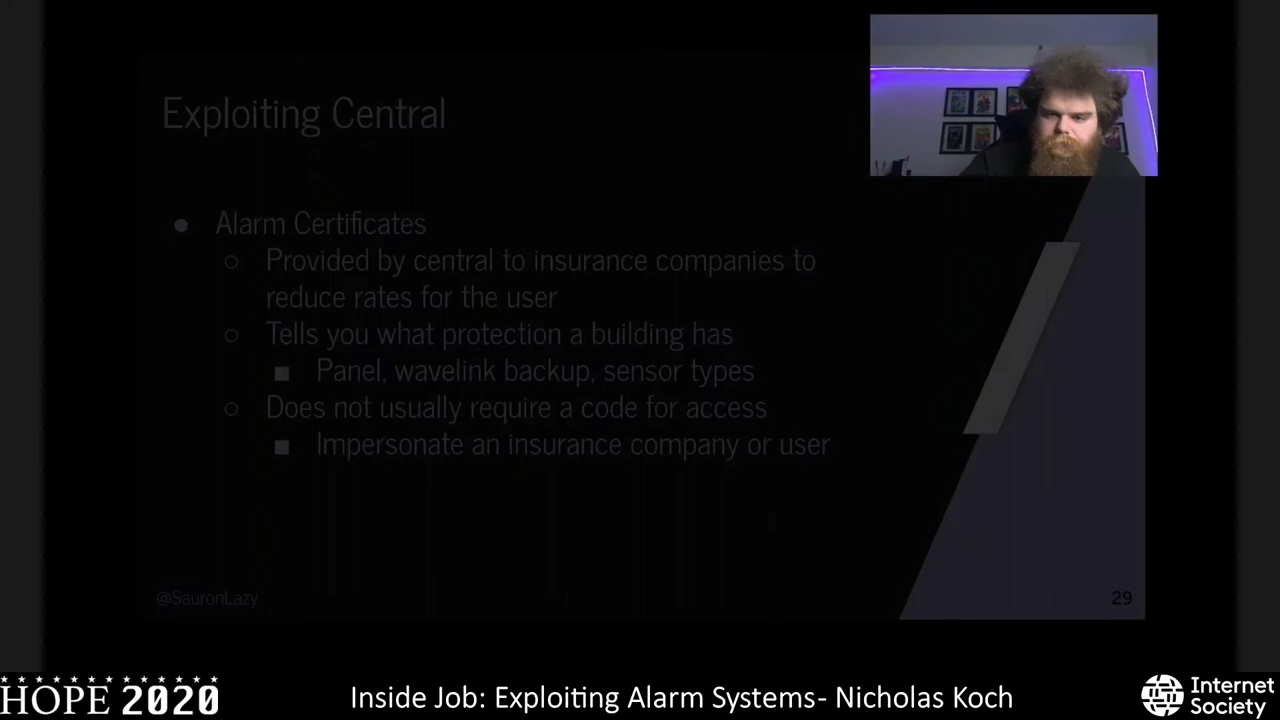 Exploiting Central
● Alarm Certificates
○ Provided by central to insurance companies to
reduce rates for the user
○ Tells you what protection a building has
■ Panel, wavelink backup, sensor types
○ Does not usually require a code for access
■ Impersonate an insurance company or user
@SauronLazy
29
HOPE 2020
Inside Job: Exploiting Alarm Systems- Nicholas Koch
Internet
Society